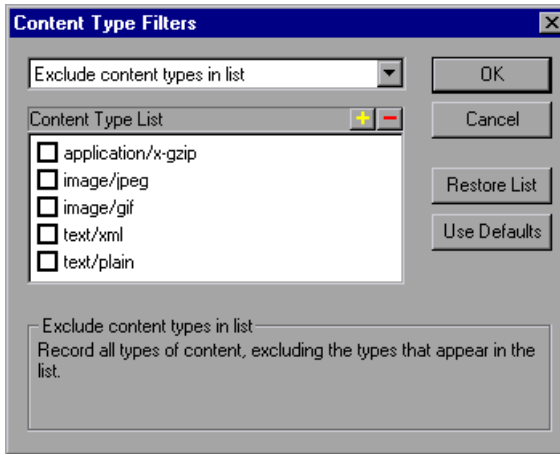 Content Type Filters
Exclude content types in list
OK
Content Type List
Cancel
application/x-gzip
image/jpeg
image/gif
text/xml
text/plain
Restore List
Use Defaults
Exclude content types in list
Record all types of content, excluding the types that appear in the
list.